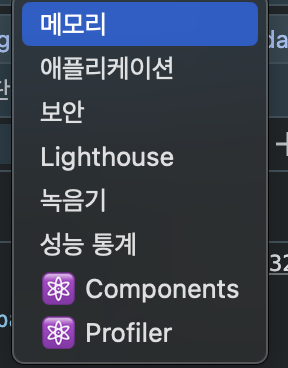 메모리
애플리케이션
보안
Lighthouse
녹음기
성능 통계
⚛ Components
⚛ Profiler